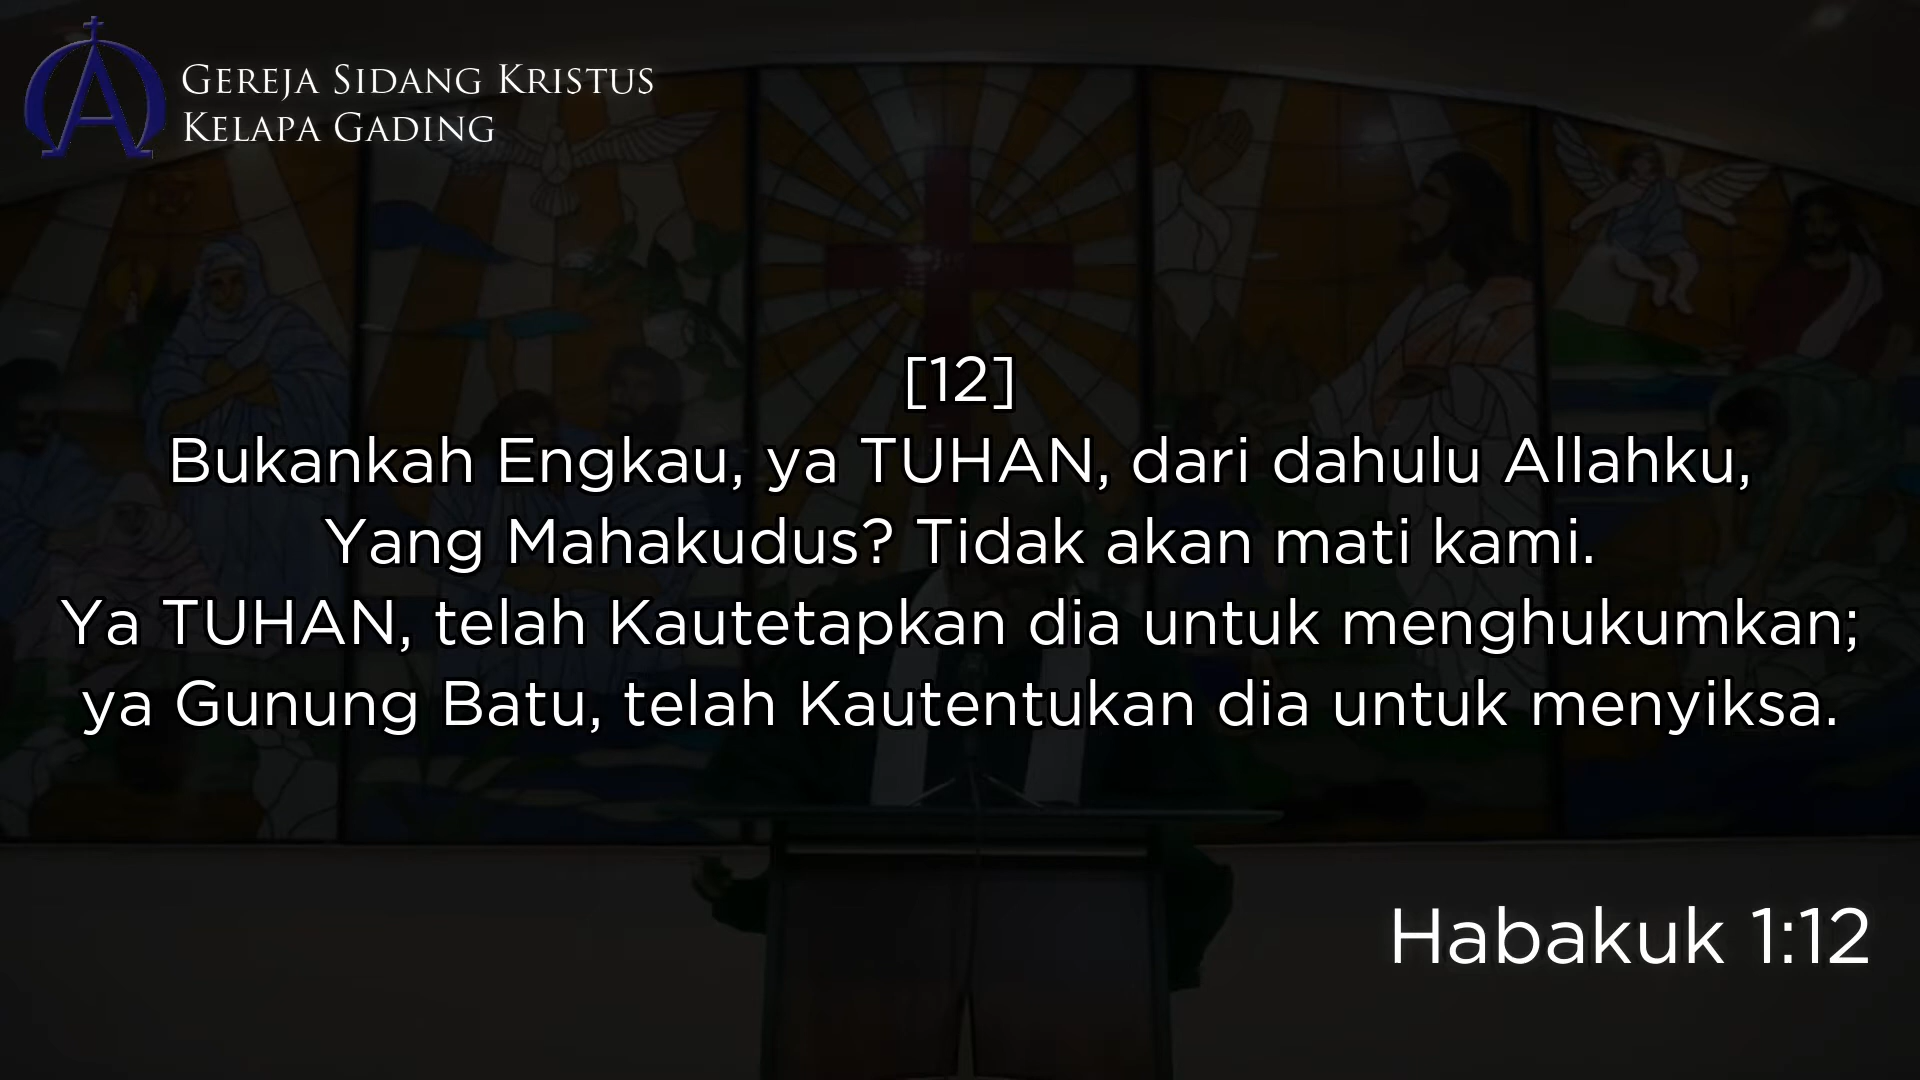 Gereja Sidang Kristus
Kelapa Gading
[12]
Bukankah Engkau, ya TUHAN, dari dahulu Allahku,
Yang Mahakudus? Tidak akan mati kami.
Ya TUHAN, telah Kautetapkan dia untuk menghukumkan;
ya Gunung Batu, telah Kautentukan dia untuk menyiksa.
Habakuk 1:12